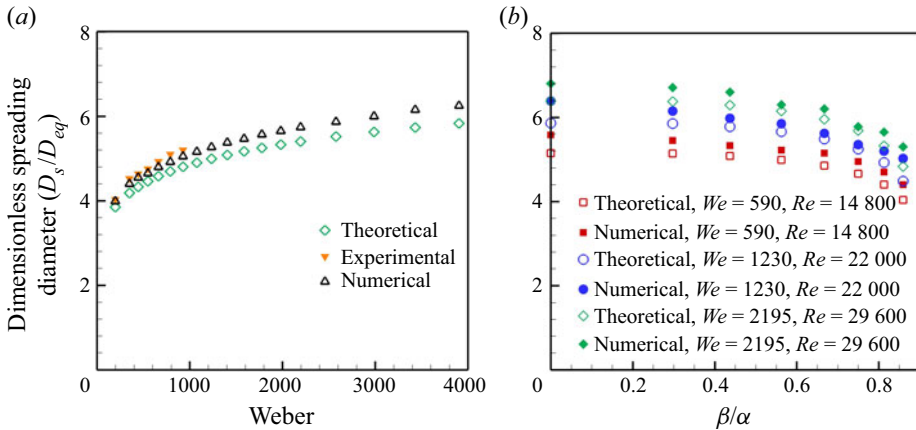 (a)
8
6
4
2
0
1000
2000
3000
4000
Weber
Dimensionless spreading
diameter (Ds/Deq)
Theoretical
Experimental
Numerical
(b)
8
6
4
2
0
0.2
0.4
0.6
0.8
β/α
Theoretical, We = 590, Re = 14 800
Numerical, We = 590, Re = 14 800
Theoretical, We = 1230, Re = 22 000
Numerical, We = 1230, Re = 22 000
Theoretical, We = 2195, Re = 29 600
Numerical, We = 2195, Re = 29 600